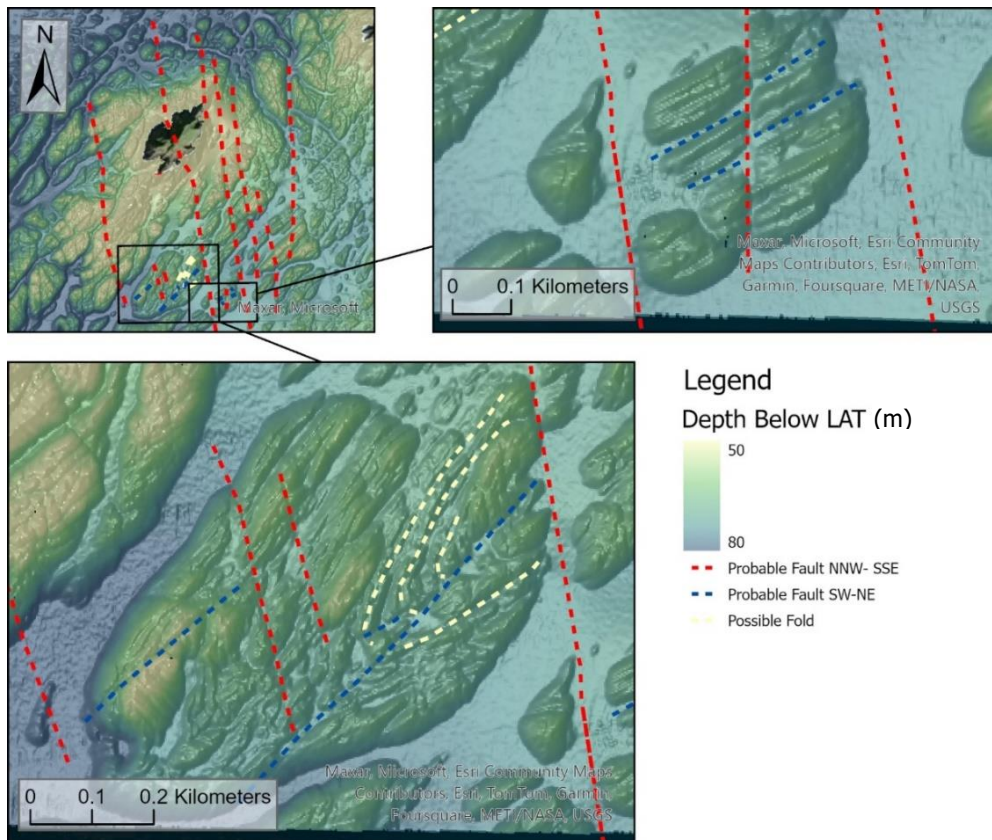 N
Maxar, Microsoft
Maxar, Microsoft, Esri Community
Maps Contributors, Esri, TomTom,
Garmin, Foursquare, METI/NASA,
USGS
0 0.1 Kilometers
Legend
Depth Below LAT (m)
50
80
Probable Fault NNW- SSE
Probable Fault SW-NE
Possible Fold
Maxar, Microsoft, Esri Community Maps
Contributors, Esri, TomTom, Garmin,
Foursquare, METI/NASA, USGS
0 0.1 0.2 Kilometers